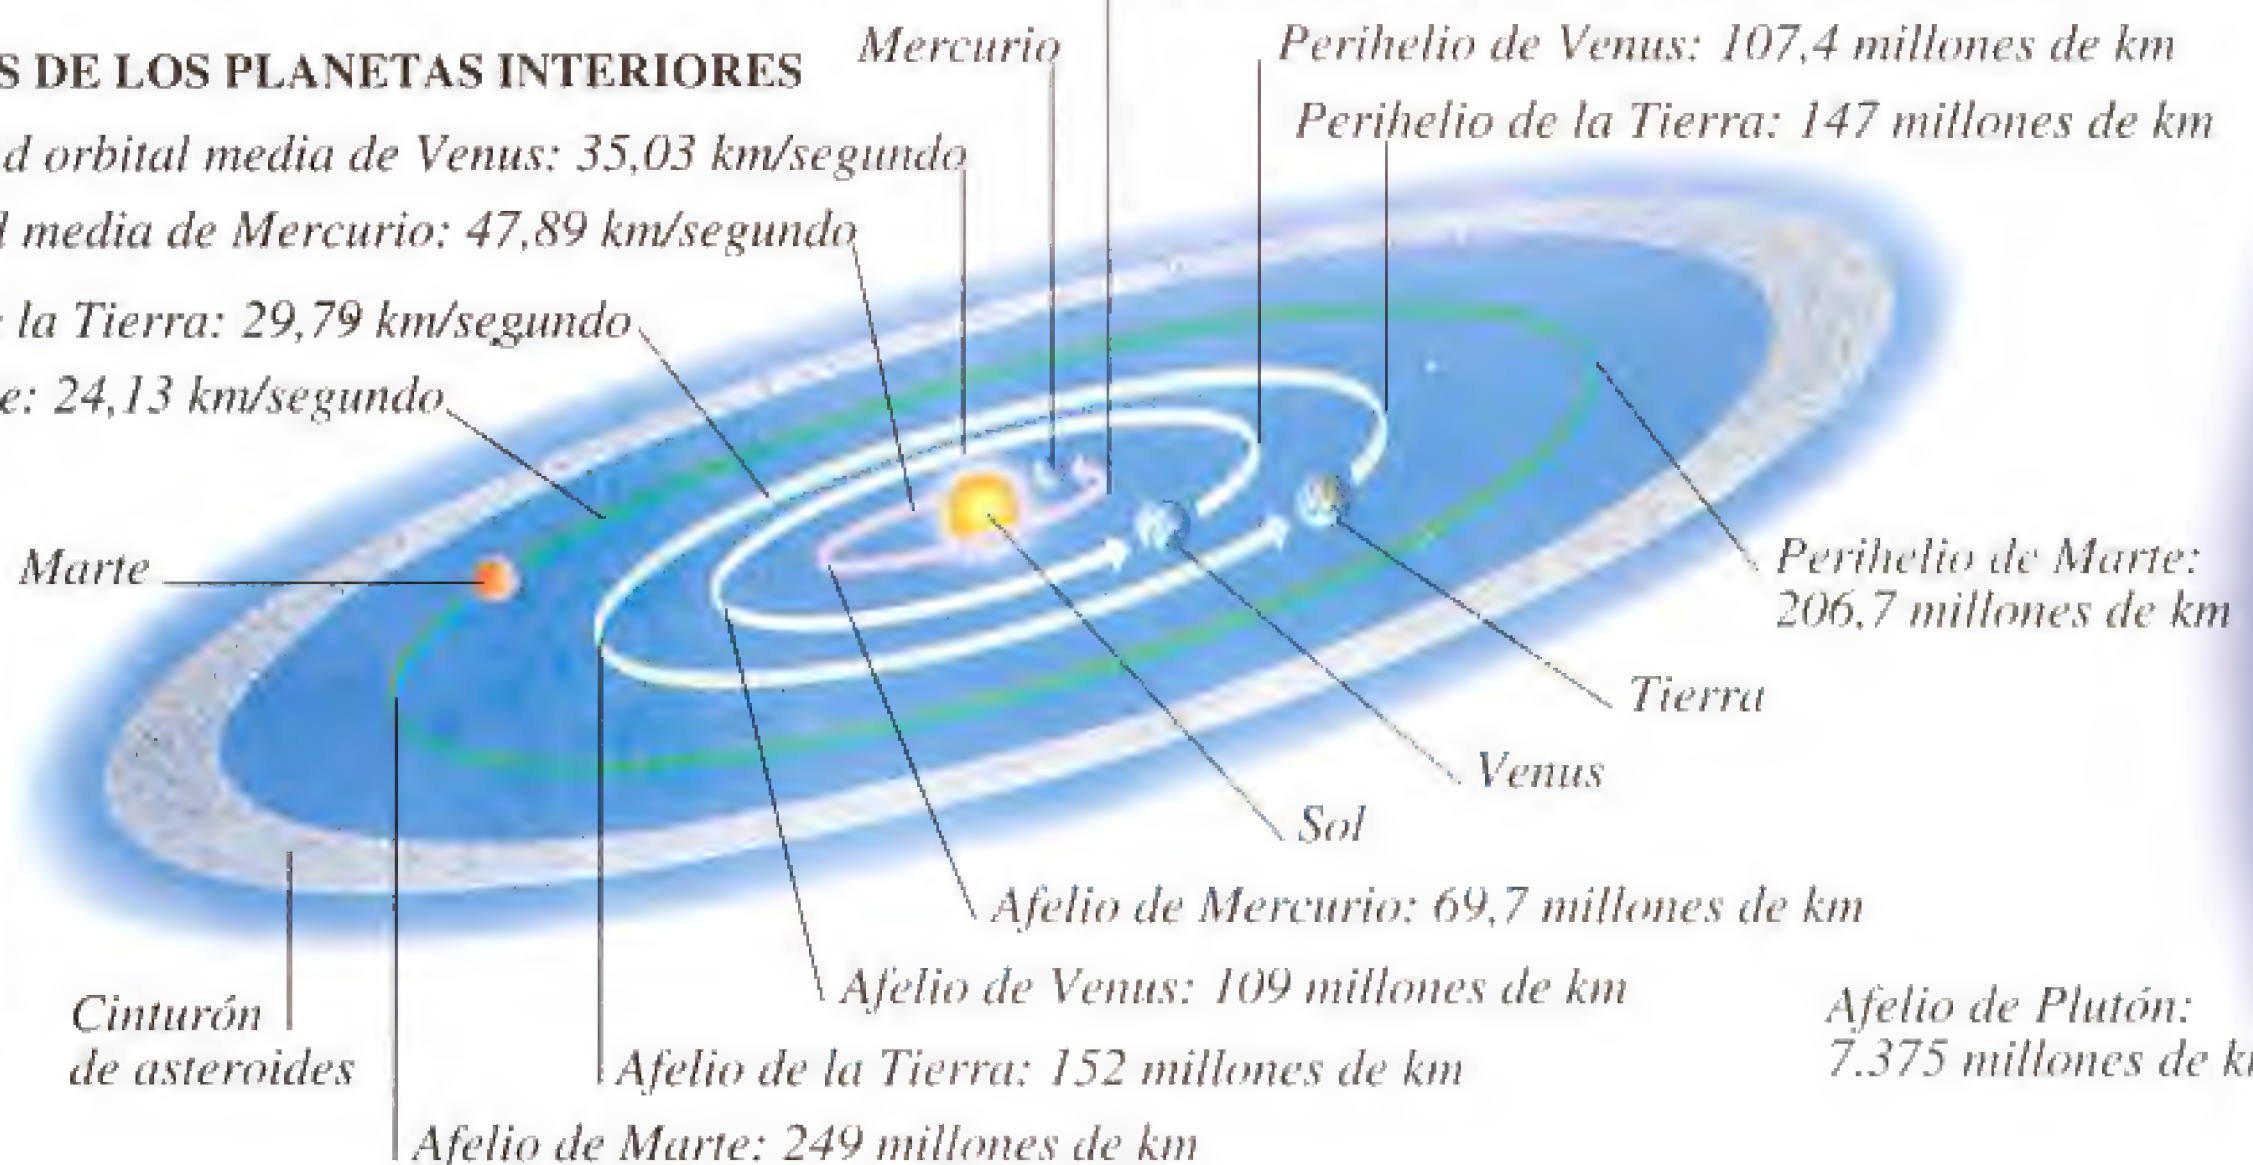 S DE LOS PLANETAS INTERIORES
d orbital media de Venus: 35,03 km/segundo
l media de Mercurio: 47,89 km/segundo
la Tierra: 29,79 km/segundo
e: 24,13 km/segundo
Mercurio
Perihelio de Venus: 107,4 millones de km
Perihelio de la Tierra: 147 millones de km
Marte
Perihelio de Marte:
206,7 millones de km
Tierra
Venus
Sol
Afelio de Mercurio: 69,7 millones de km
Afelio de Venus: 109 millones de km
Cinturón
de asteroides
Afelio de la Tierra: 152 millones de km
Afelio de Marte: 249 millones de km
Afelio de Plutón:
7.375 millones de k